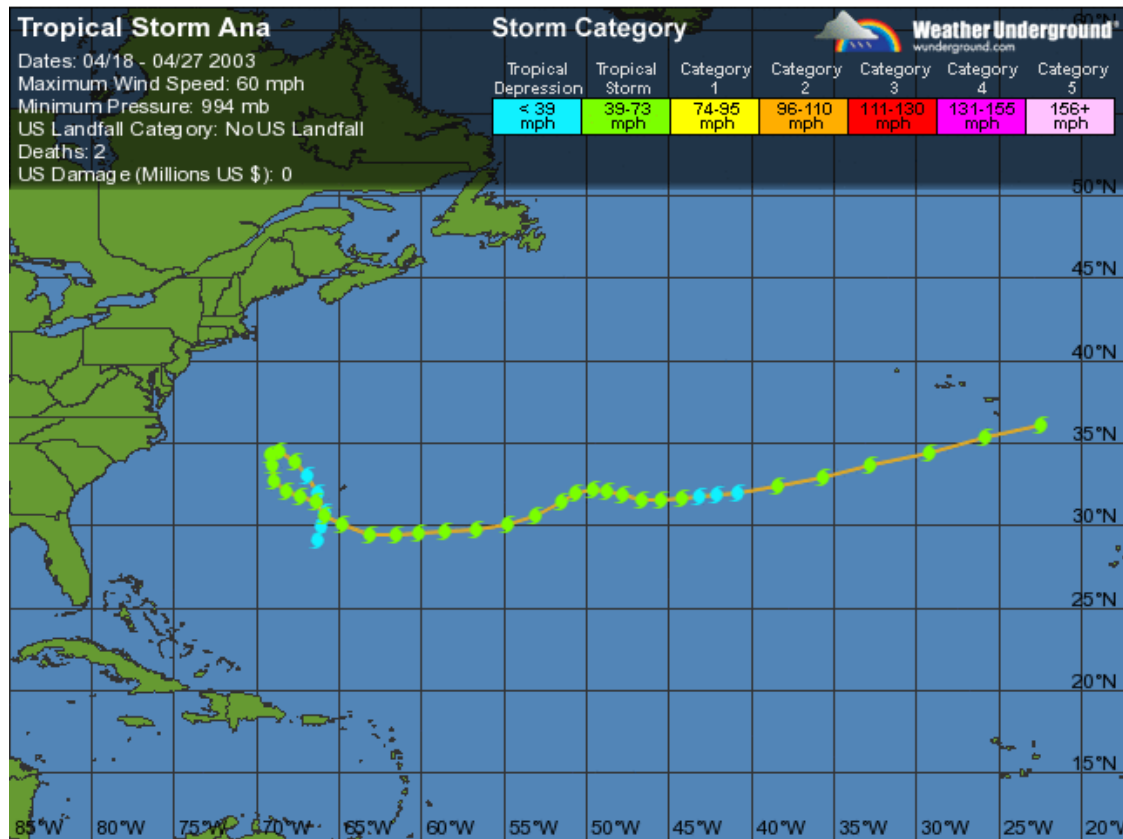 Tropical Storm Ana
Dates: 04/18 - 04/27 2003
Maximum Wind Speed: 60 mph
Minimum Pressure: 994 mb
US Landfall Category: No US Landfall
Deaths: 2
US Damage (Millions US $): 0
Storm Category
Weather Underground®
wunderground.com
Tropical Depression
< 39 mph
Tropical Storm
39-73 mph
Category 1
74-95 mph
Category 2
96-110 mph
Category 3
111-130 mph
Category 4
131-155 mph
Category 5
156+ mph
60°N
50°N
45°N
40°N
35°N
30°N
25°N
20°N
15°N
85°W 80°W 75°W 70°W 65°W 60°W 55°W 50°W 45°W 40°W 35°W 30°W 25°W 20°W